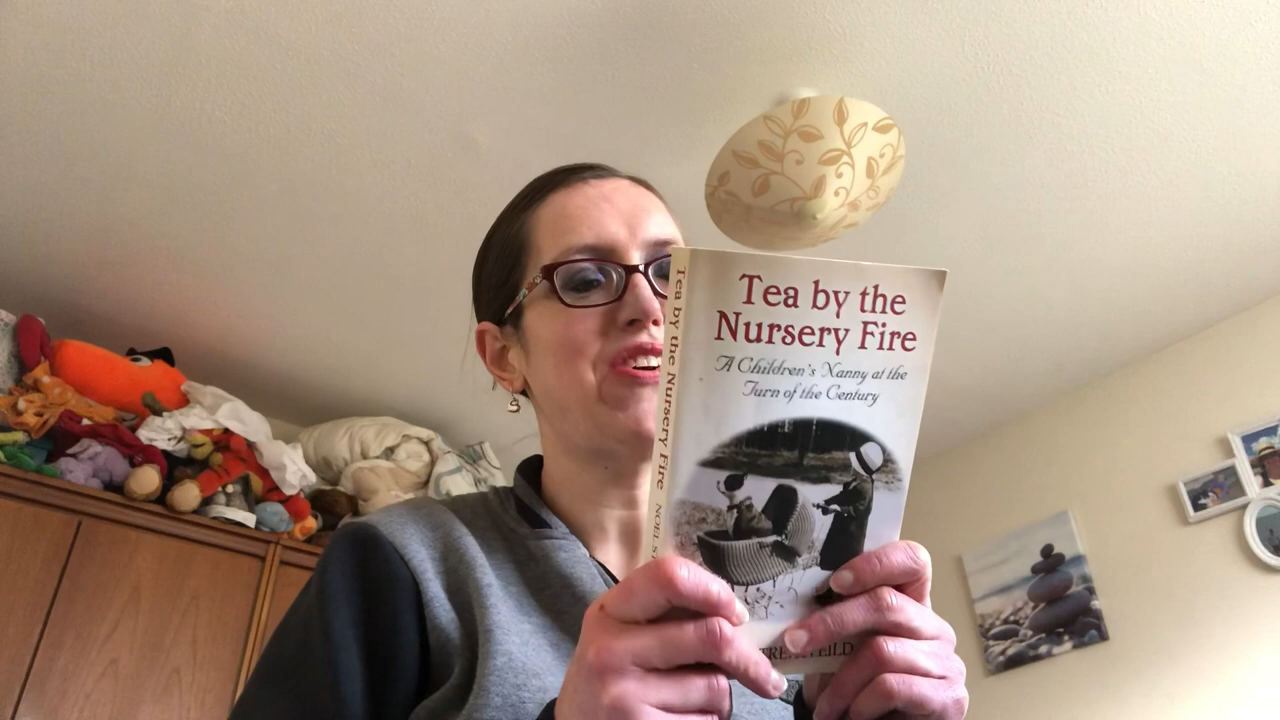 Tea by the
Nursery Fire
A Children's Nanny at the
Turn of the Century
Tea by the Nursery Fire